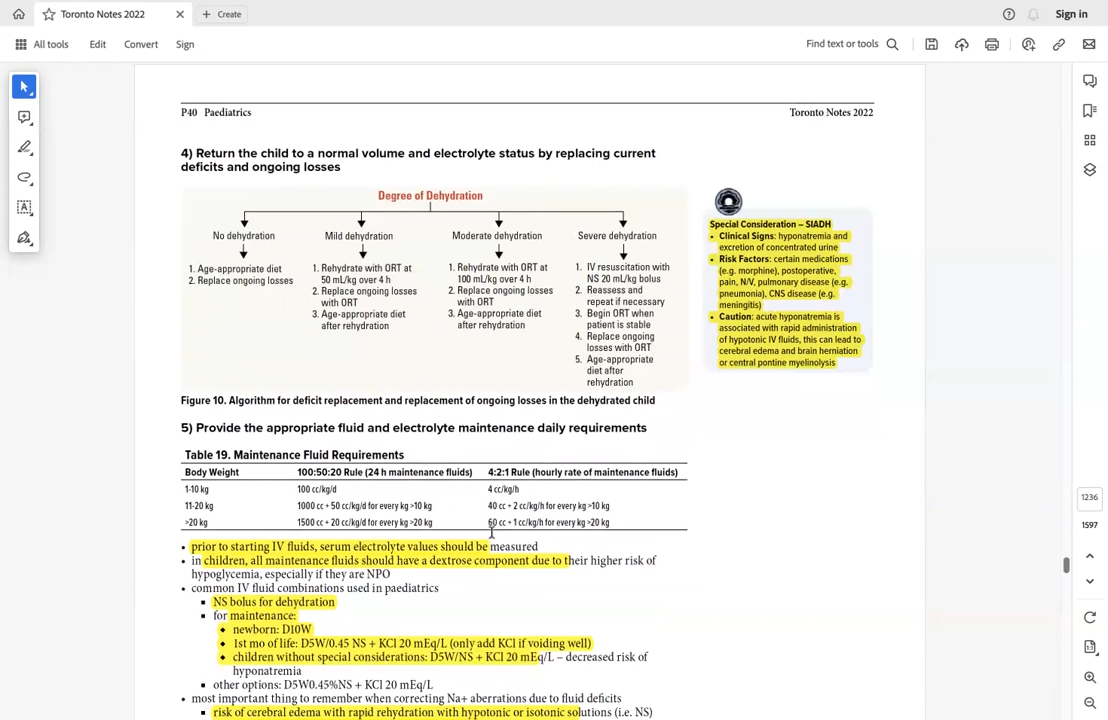 Toronto Notes 2022
Create
Sign in
All tools
Edit
Convert
Sign
Find text or tools
P40 Paediatrics
Toronto Notes 2022
4) Return the child to a normal volume and electrolyte status by replacing current
deficits and ongoing losses
Degree of Dehydration
No dehydration
1. Age-appropriate diet
2. Replace ongoing losses
Mild dehydration
1. Rehydrate with ORT at
50 mL/kg over 4 h
2. Replace ongoing losses
with ORT
3. Age-appropriate diet
after rehydration
Moderate dehydration
1. Rehydrate with ORT at
100 mL/kg over 4 h
2. Replace ongoing losses
with ORT
3. Age-appropriate diet
after rehydration
Severe dehydration
1. IV resuscitation with
NS 20 mL/kg bolus
2. Reassess and
repeat if necessary
3. Begin ORT when
patient is stable
4. Replace ongoing
losses with ORT
5. Age-appropriate
diet after
rehydration
Special Consideration – SIADH
• Clinical Signs: hyponatremia and
excretion of concentrated urine
• Risk Factors: certain medications
(e.g. morphine), postoperative,
pain, N/V, pulmonary disease (e.g.
pneumonia), CNS disease (e.g.
meningitis)
• Caution: acute hyponatremia is
associated with rapid administration
of hypotonic IV fluids, this can lead to
cerebral edema and brain herniation
or central pontine myelinolysis
Figure 10. Algorithm for deficit replacement and replacement of ongoing losses in the dehydrated child
5) Provide the appropriate fluid and electrolyte maintenance daily requirements
Table 19. Maintenance Fluid Requirements
Body Weight 100:50:20 Rule (24 h maintenance fluids) 4:2:1 Rule (hourly rate of maintenance fluids)
1-10 kg 100 cc/kg/d 4 cc/kg/h
11-20 kg 1000 cc + 50 cc/kg/d for every kg >10 kg 40 cc + 2 cc/kg/h for every kg >10 kg
>20 kg 1500 cc + 20 cc/kg/d for every kg >20 kg 60 cc + 1 cc/kg/h for every kg >20 kg
• prior to starting IV fluids, serum electrolyte values should be measured
• in children, all maintenance fluids should have a dextrose component due to their higher risk of
hypoglycemia, especially if they are NPO
• common IV fluid combinations used in paediatrics
■ NS bolus for dehydration
■ for maintenance:
◆ newborn: D10W
◆ 1st mo of life: D5W/0.45 NS + KCl 20 mEq/L (only add KCl if voiding well)
◆ children without special considerations: D5W/NS + KCl 20 mEq/L – decreased risk of
hyponatremia
■ other options: D5W0.45%NS + KCl 20 mEq/L
• most important thing to remember when correcting Na+ aberrations due to fluid deficits
■ risk of cerebral edema with rapid rehydration with hypotonic or isotonic solutions (i.e. NS)
1236
1597